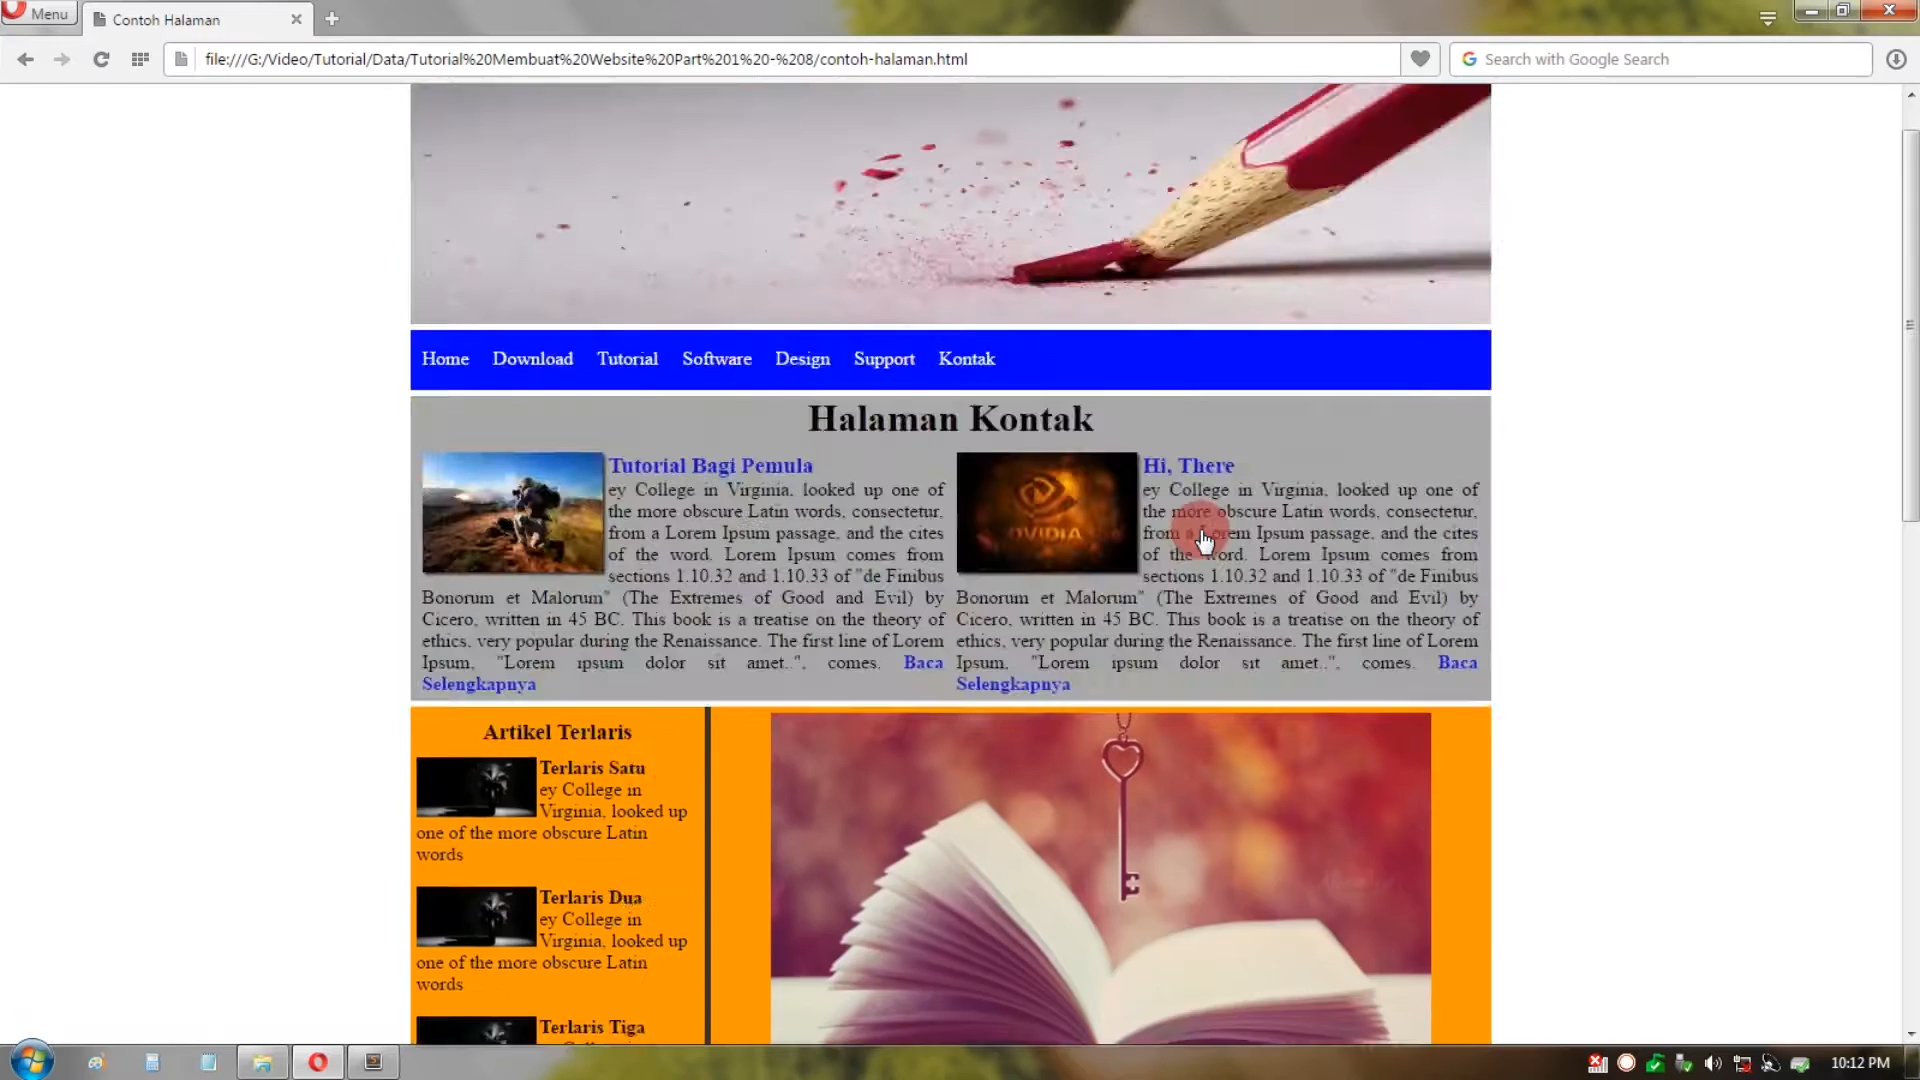 Menu
Contoh Halaman
file:///G:/Video/Tutorial/Data/Tutorial%20Membuat%20Website%20Part%201%20-%208/contoh-halaman.html
Search with Google Search
Home Download Tutorial Software Design Support Kontak
Halaman Kontak
Tutorial Bagi Pemula
ey College in Virginia, looked up one of
the more obscure Latin words, consectetur,
from a Lorem Ipsum passage, and the cites
of the word. Lorem Ipsum comes from
sections 1.10.32 and 1.10.33 of "de Finibus
Bonorum et Malorum" (The Extremes of Good and Evil) by
Cicero, written in 45 BC. This book is a treatise on the theory of
ethics, very popular during the Renaissance. The first line of Lorem
Ipsum, "Lorem ipsum dolor sit amet..", comes. Baca
Selengkapnya
NVIDIA
Hi, There
ey College in Virginia, looked up one of
the more obscure Latin words, consectetur,
from a Lorem Ipsum passage, and the cites
of the word. Lorem Ipsum comes from
sections 1.10.32 and 1.10.33 of "de Finibus
Bonorum et Malorum" (The Extremes of Good and Evil) by
Cicero, written in 45 BC. This book is a treatise on the theory of
ethics, very popular during the Renaissance. The first line of Lorem
Ipsum, "Lorem ipsum dolor sit amet..", comes. Baca
Selengkapnya
Artikel Terlaris
Terlaris Satu
ey College in
Virginia, looked up
one of the more obscure Latin
words
Terlaris Dua
ey College in
Virginia, looked up
one of the more obscure Latin
words
Terlaris Tiga
10:12 PM